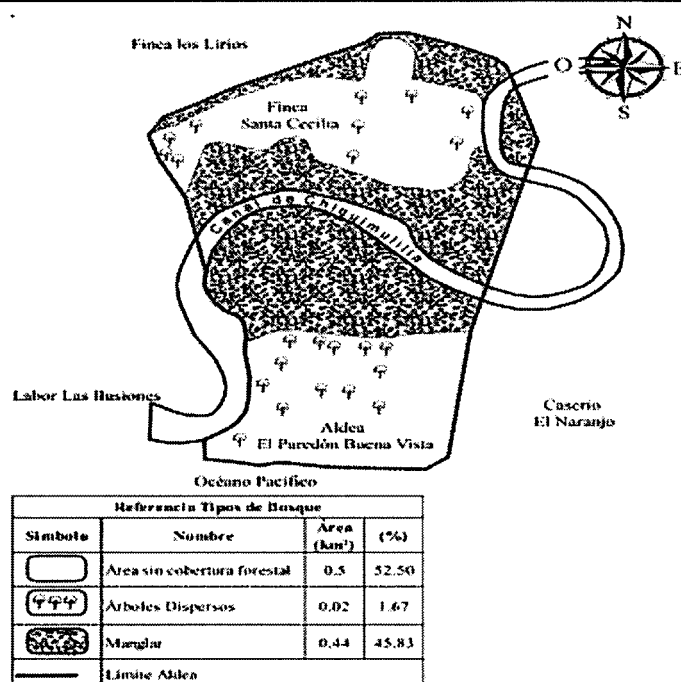 N
Finca los Lirios
O
E
S
Finca
Santa Cecilia
Canal de Chiquimulilla
Labor Las Ilusiones
Caserío
El Naranjo
Aldea
El Paredón Buena Vista
Océano Pacífico
Referencia Tipos de Bosque
Símbolo Nombre Área (km²) (%)
Área sin cobertura forestal 0.5 52.50
Árboles Dispersos 0.02 1.67
Manglar 0.44 45.83
Límite Aldea